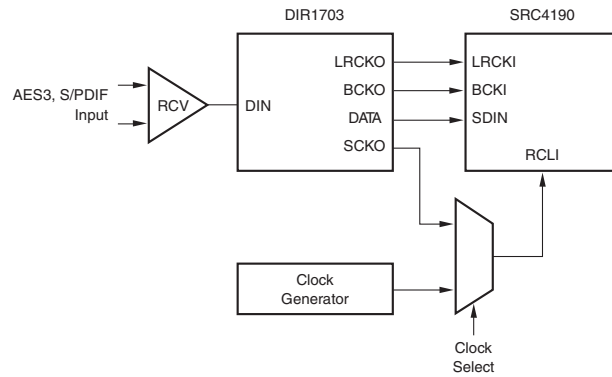 DIR1703
SRC4190
LRCKO
LRCKI
AES3, S/PDIF
Input
RCV
DIN
BCKO
BCKI
DATA
SDIN
SCKO
RCLI
Clock
Generator
Clock
Select